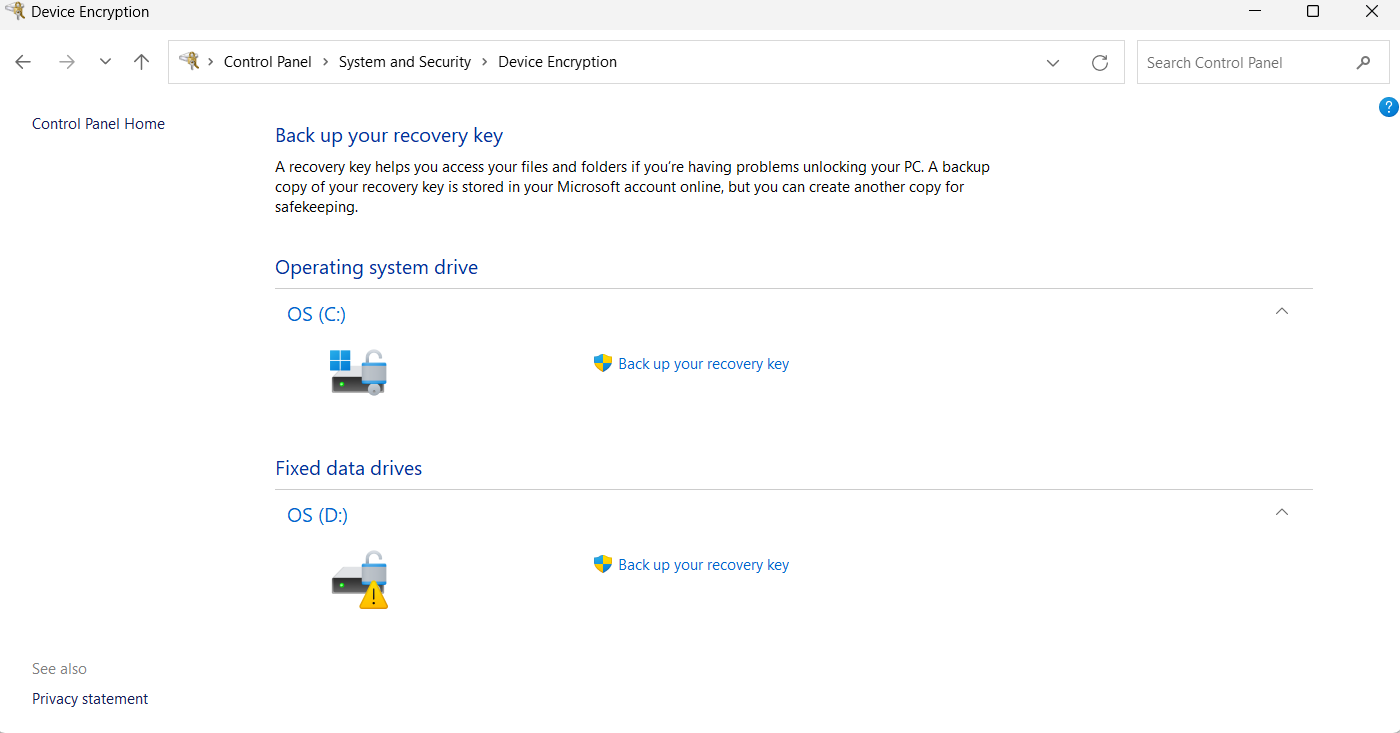 Device Encryption
Control Panel
System and Security
Device Encryption
Search Control Panel
?
Control Panel Home
Back up your recovery key
A recovery key helps you access your files and folders if you’re having problems unlocking your PC. A backup
copy of your recovery key is stored in your Microsoft account online, but you can create another copy for
safekeeping.
Operating system drive
OS (C:)
Back up your recovery key
Fixed data drives
OS (D:)
Back up your recovery key
See also
Privacy statement